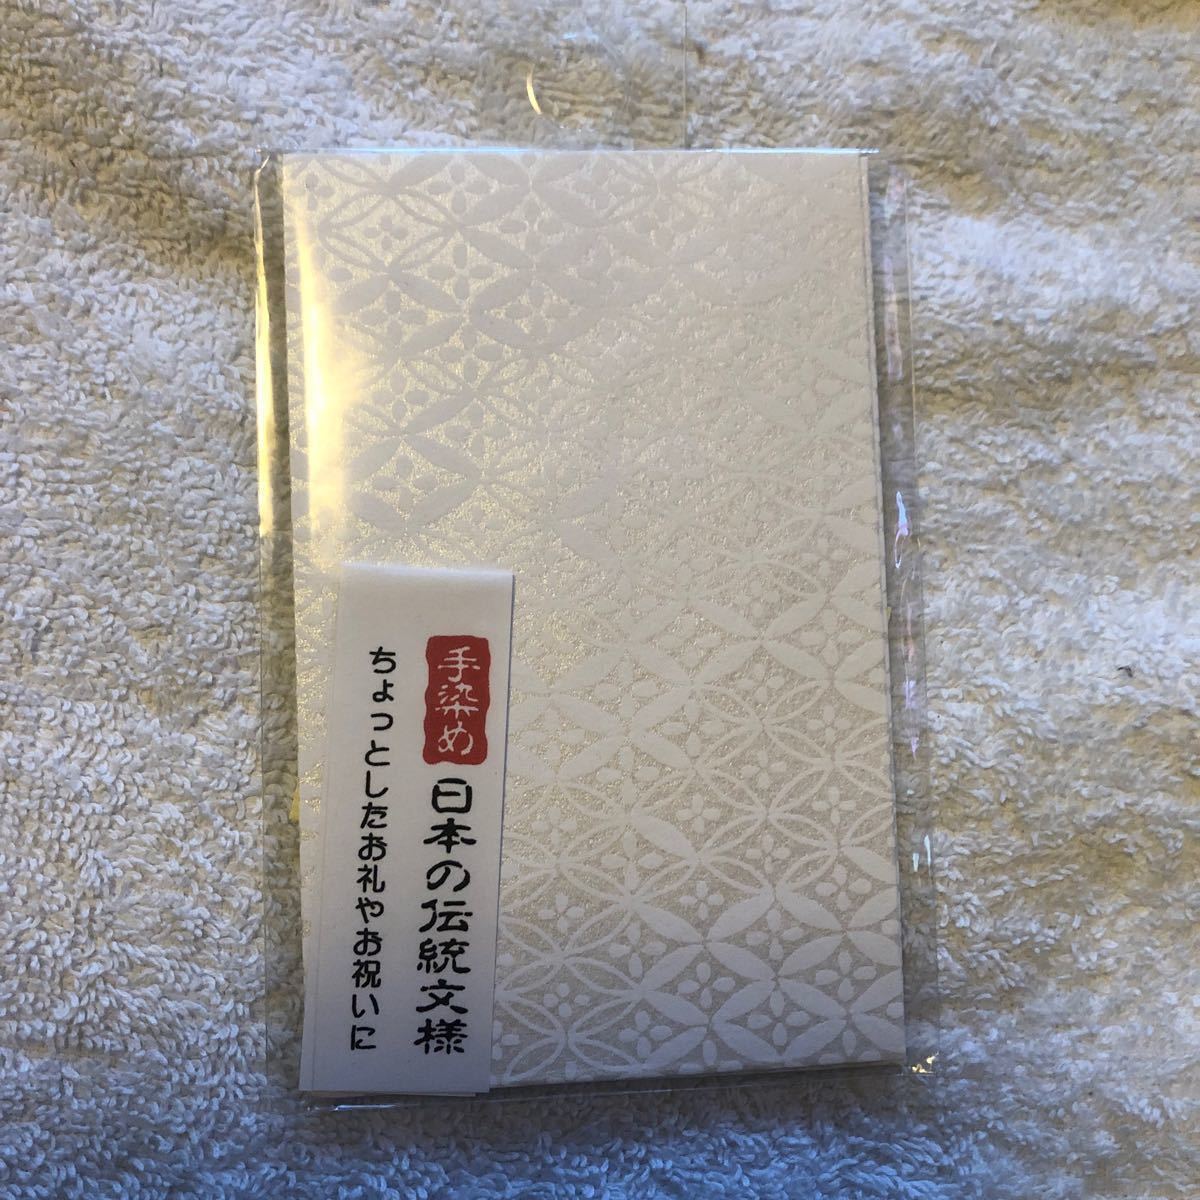 手染め 日本の伝統文様
ちょっとしたお礼やお祝いに